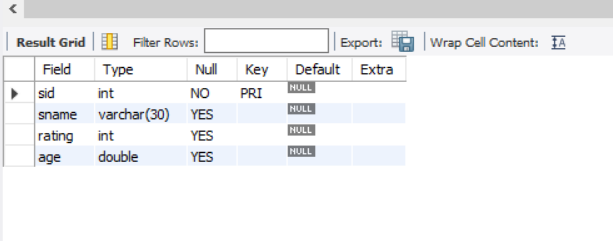 Result Grid Filter Rows: Export: Wrap Cell Content: IA
Field Type Null Key Default Extra
sid int NO PRI NULL
sname varchar(30) YES NULL
rating int YES NULL
age double YES NULL